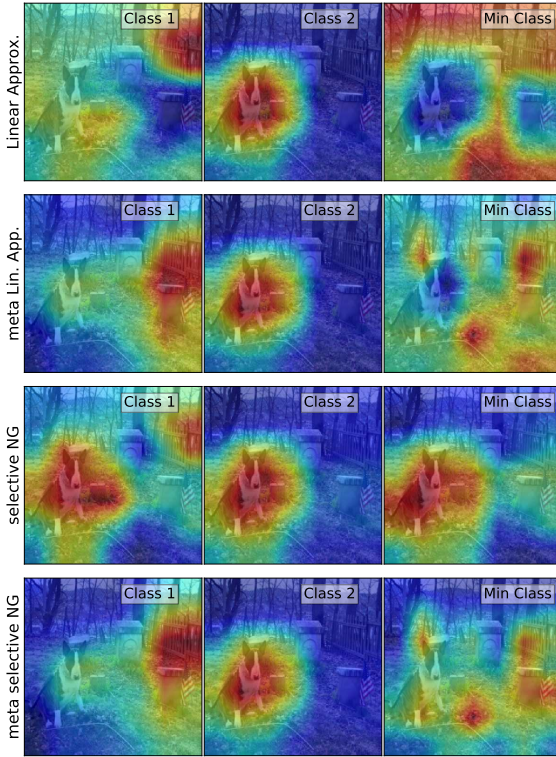 Linear Approx.
Class 1
Class 2
Min Class
meta Lin. App.
Class 1
Class 2
Min Class
selective NG
Class 1
Class 2
Min Class
meta selective NG
Class 1
Class 2
Min Class